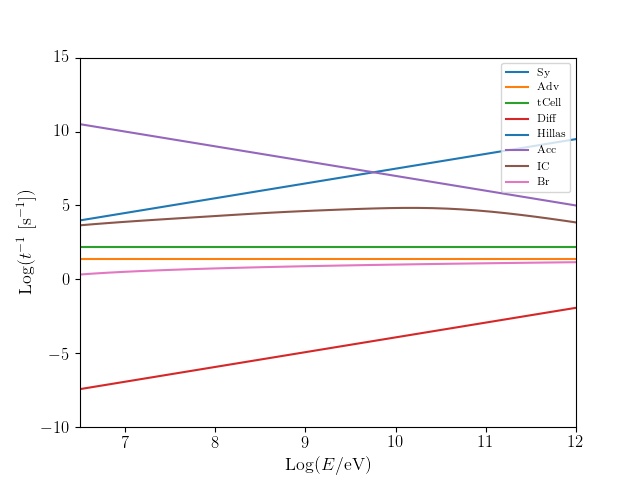 15
10
5
0
−5
−10
Log(t⁻¹ [s⁻¹])
Sy
Adv
tCell
Diff
Hillas
Acc
IC
Br
7 8 9 10 11 12
Log(E/eV)